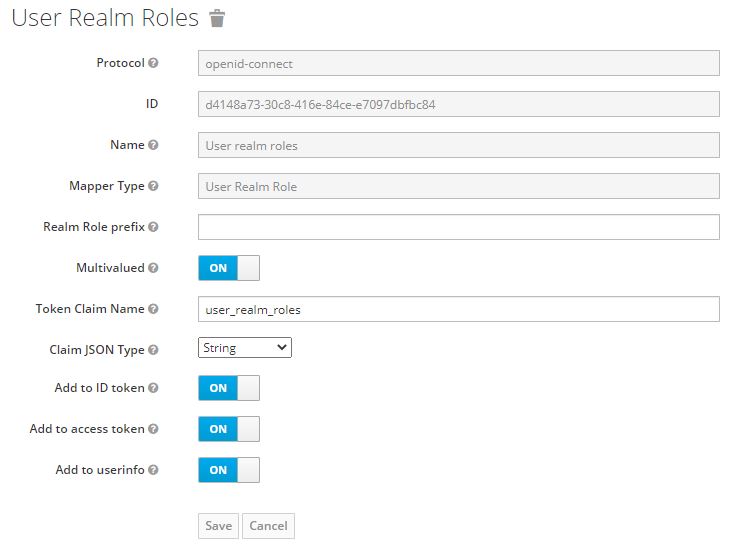 User Realm Roles
Protocol openid-connect
ID d4148a73-30c8-416e-84ce-e7097dbfbc84
Name User realm roles
Mapper Type User Realm Role
Realm Role prefix
Multivalued ON
Token Claim Name user_realm_roles
Claim JSON Type String
Add to ID token ON
Add to access token ON
Add to userinfo ON
Save Cancel